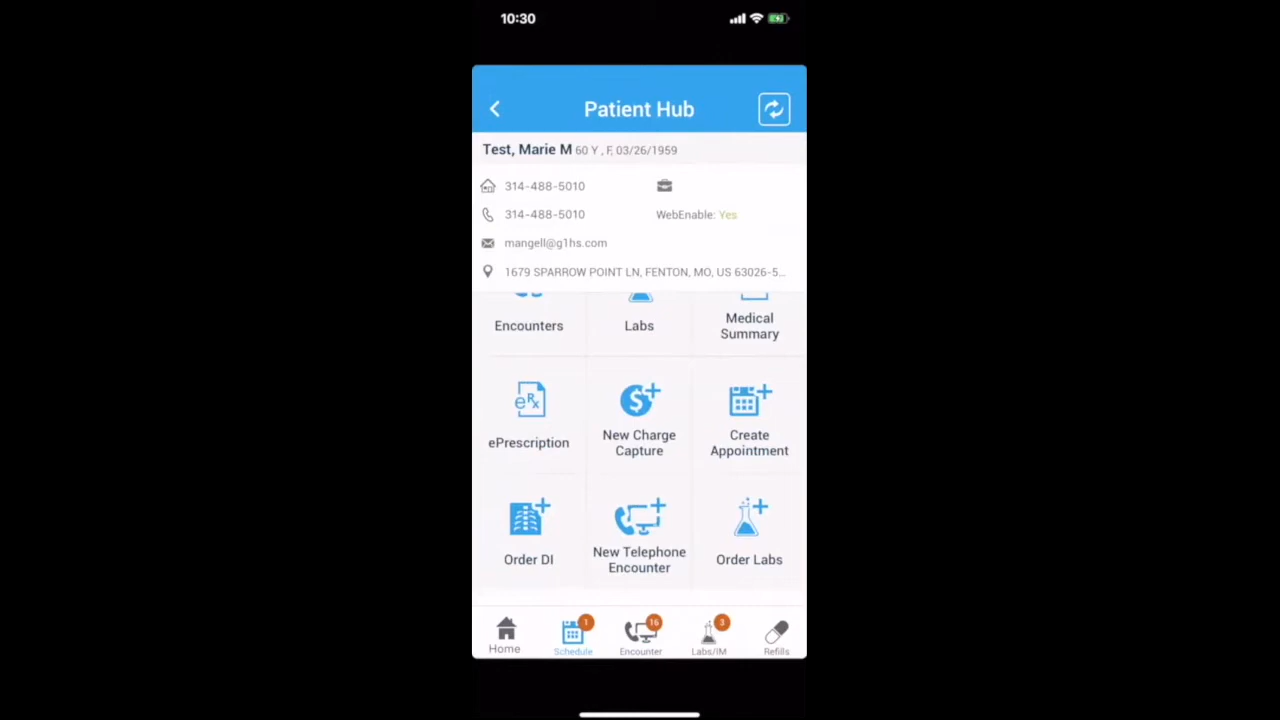 10:30
Patient Hub
Test, Marie M 60 Y , F, 03/26/1959
314-488-5010
314-488-5010
WebEnable: Yes
mangell@g1hs.com
1679 SPARROW POINT LN, FENTON, MO, US 63026-5...
Encounters
Labs
Medical
Summary
eRx
ePrescription
$
New Charge
Capture
Create
Appointment
Order DI
New Telephone
Encounter
Order Labs
Home
1
Schedule
16
Encounter
3
Labs/IM
Refills